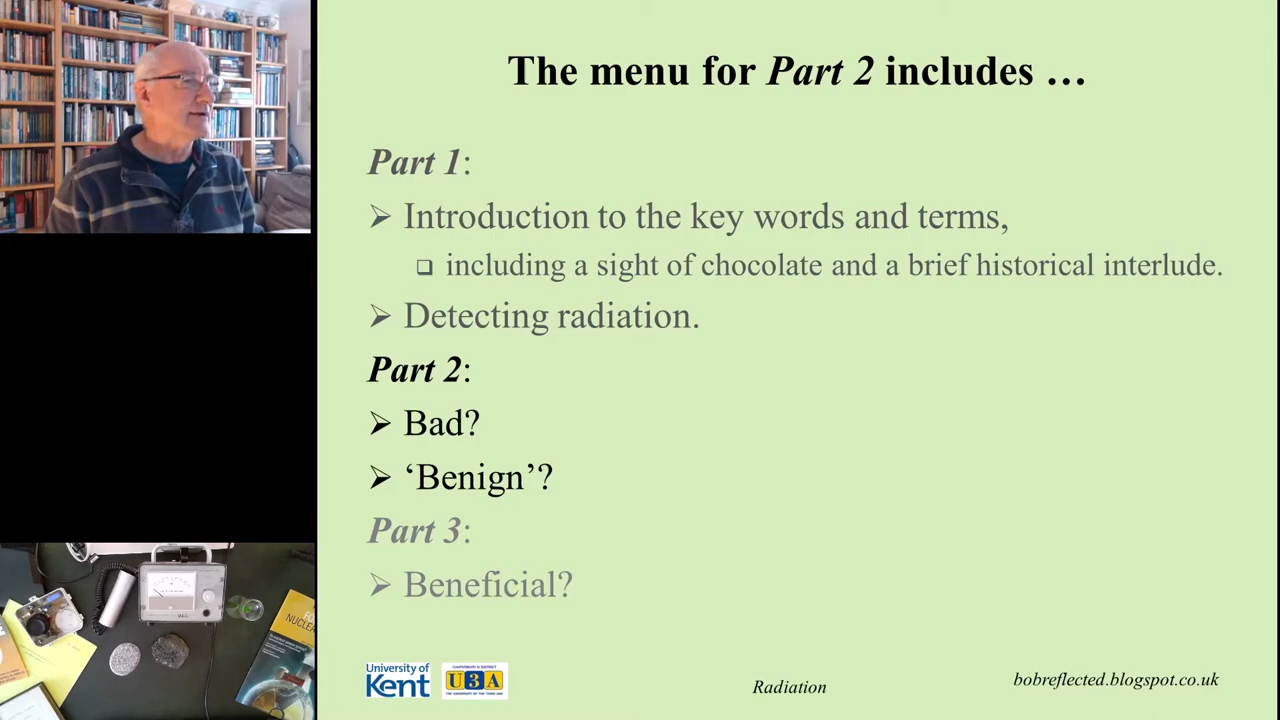 The menu for Part 2 includes …
Part 1:
➢ Introduction to the key words and terms,
❑ including a sight of chocolate and a brief historical interlude.
➢ Detecting radiation.
Part 2:
➢ Bad?
➢ ‘Benign’?
Part 3:
➢ Beneficial?
University of
Kent
CANTERBURY & DISTRICT
U3A
THE UNIVERSITY OF THE THIRD AGE
Radiation
bobreflected.blogspot.co.uk
NUCLEA